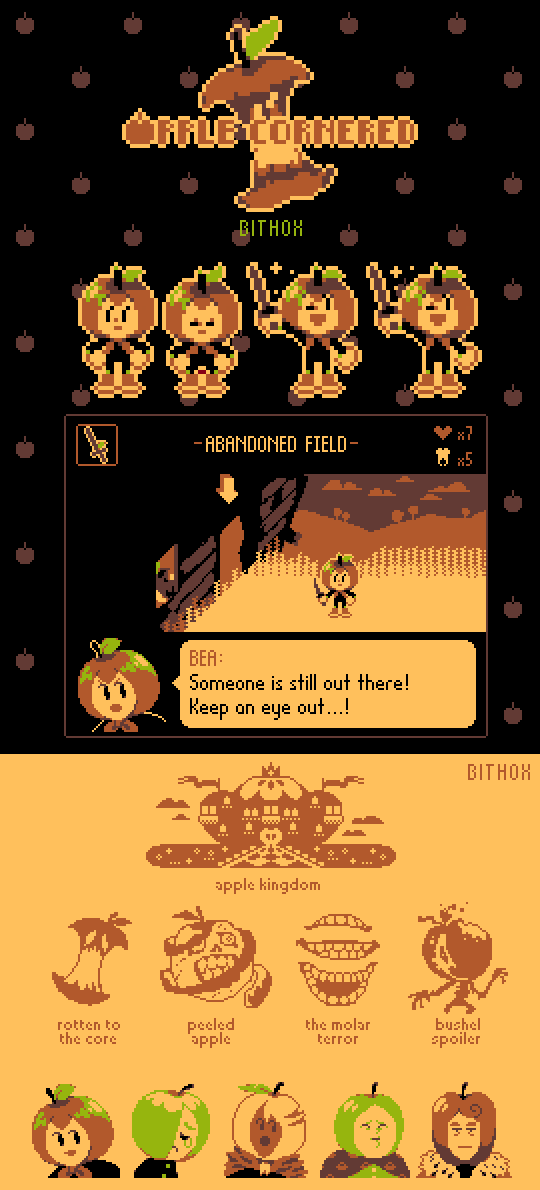 APPLE CORNERED
BITHOX
-ABANDONED FIELD-
x7
x5
BEA:
Someone is still out there!
Keep an eye out...!
BITHOX
apple kingdom
rotten to
the core
peeled
apple
the molar
terror
bushel
spoiler